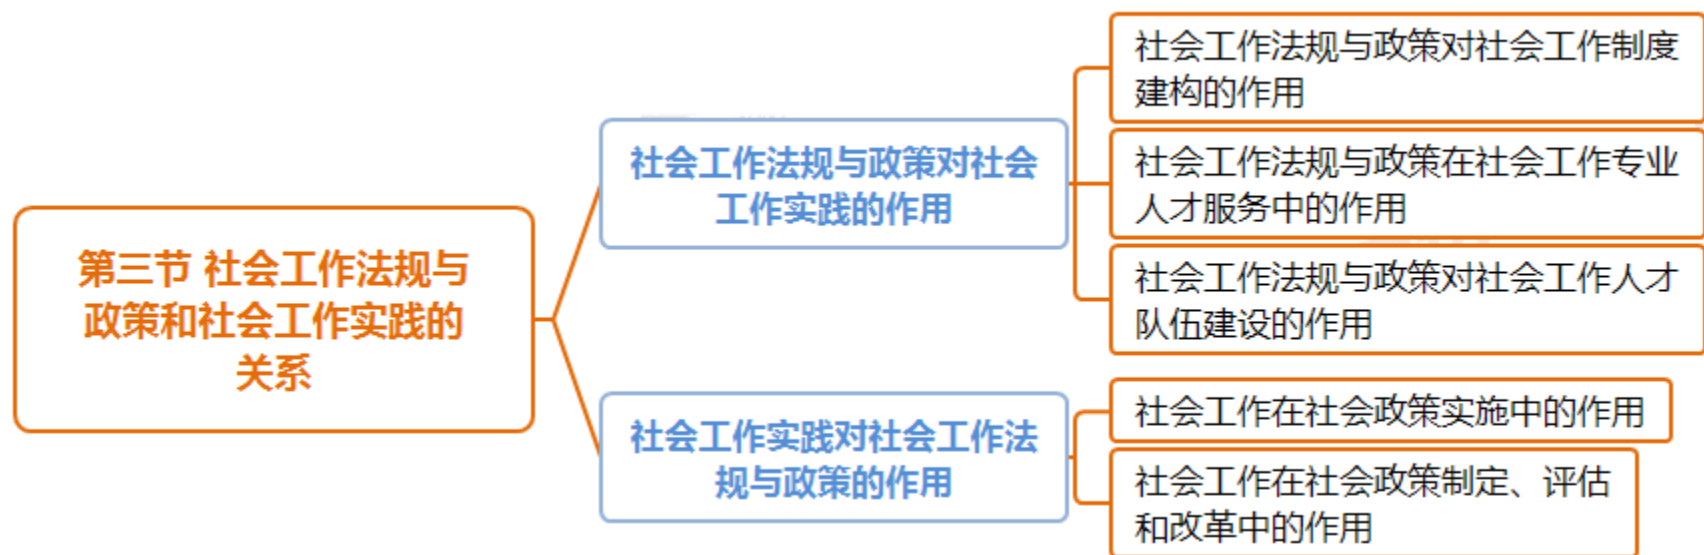 第三节 社会工作法规与
政策和社会工作实践的
关系
社会工作法规与政策对社会
工作实践的作用
社会工作法规与政策对社会工作制度
建构的作用
社会工作法规与政策在社会工作专业
人才服务中的作用
社会工作法规与政策对社会工作人才
队伍建设的作用
社会工作实践对社会工作法
规与政策的作用
社会工作在社会政策实施中的作用
社会工作在社会政策制定、评估
和改革中的作用